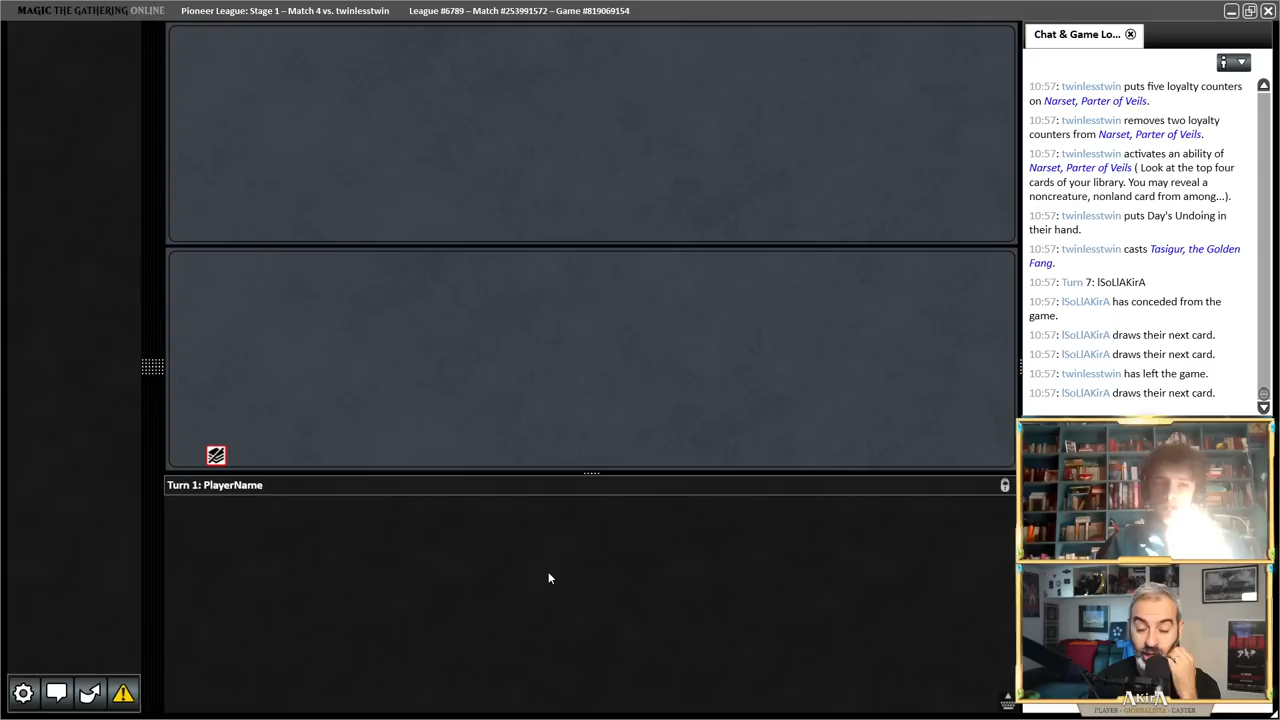 MAGIC THE GATHERING ONLINE
Pioneer League: Stage 1 – Match 4 vs. twinlesstwin
League #6789 – Match #253991572 – Game #819069154
Chat & Game Lo...
10:57: twinlesstwin puts five loyalty counters
on Narset, Parter of Veils.
10:57: twinlesstwin removes two loyalty
counters from Narset, Parter of Veils.
10:57: twinlesstwin activates an ability of
Narset, Parter of Veils ( Look at the top four
cards of your library. You may reveal a
noncreature, nonland card from among...).
10:57: twinlesstwin puts Day's Undoing in
their hand.
10:57: twinlesstwin casts Tasigur, the Golden
Fang.
10:57: Turn 7: lSoLlAKirA
10:57: lSoLlAKirA has conceded from the
game.
10:57: lSoLlAKirA draws their next card.
10:57: lSoLlAKirA draws their next card.
10:57: twinlesstwin has left the game.
10:57: lSoLlAKirA draws their next card.
Turn 1: PlayerName
AKirA
PLAYER - GIORNALISTA - CASTER